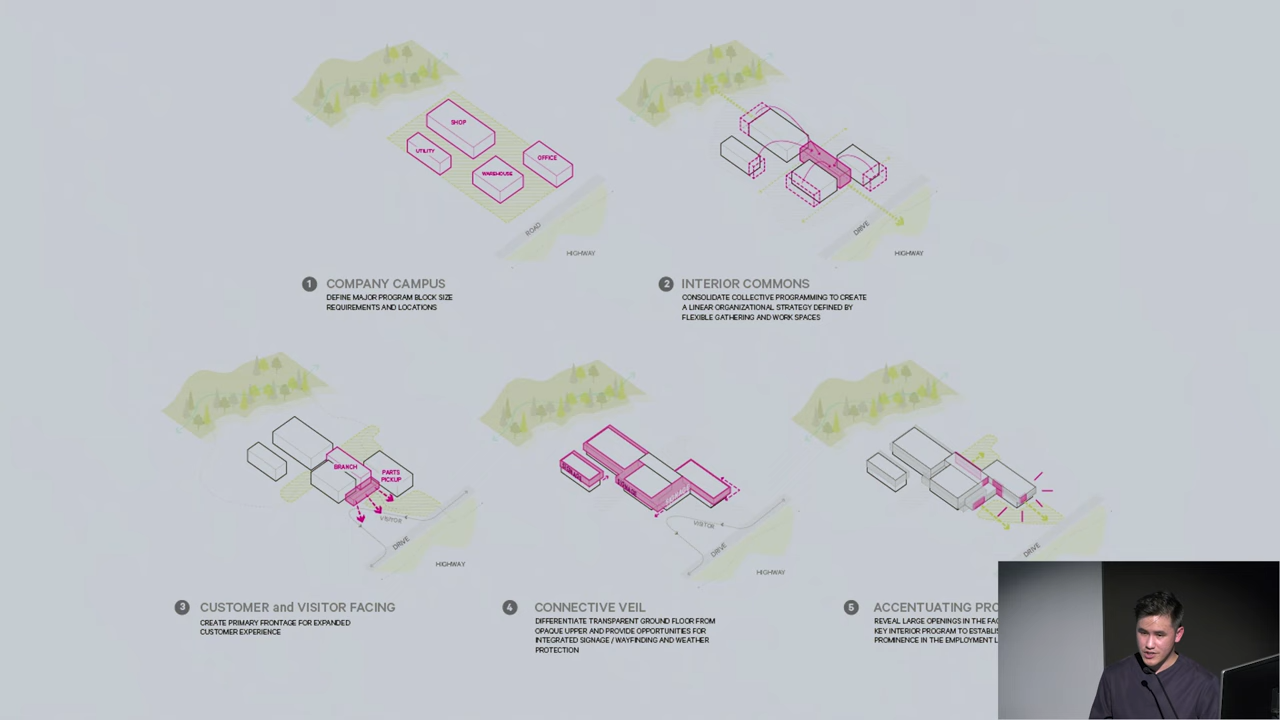 SHOP
UTILITY
OFFICE
WAREHOUSE
ROAD
HIGHWAY
DRIVE
HIGHWAY
1 COMPANY CAMPUS
DEFINE MAJOR PROGRAM BLOCK SIZE
REQUIREMENTS AND LOCATIONS
2 INTERIOR COMMONS
CONSOLIDATE COLLECTIVE PROGRAMMING TO CREATE
A LINEAR ORGANIZATIONAL STRATEGY DEFINED BY
FLEXIBLE GATHERING AND WORK SPACES
BRANCH
PARTS
PICKUP
VISITOR
DRIVE
HIGHWAY
SIGNAGE
SIGNAGE
SIGNAGE
VISITOR
DRIVE
HIGHWAY
DRIVE
3 CUSTOMER and VISITOR FACING
CREATE PRIMARY FRONTAGE FOR EXPANDED
CUSTOMER EXPERIENCE
4 CONNECTIVE VEIL
DIFFERENTIATE TRANSPARENT GROUND FLOOR FROM
OPAQUE UPPER AND PROVIDE OPPORTUNITIES FOR
INTEGRATED SIGNAGE / WAYFINDING AND WEATHER
PROTECTION
5 ACCENTUATING PRO
REVEAL LARGE OPENINGS IN THE FA
KEY INTERIOR PROGRAM TO ESTABLIS
PROMINENCE IN THE EMPLOYMENT L